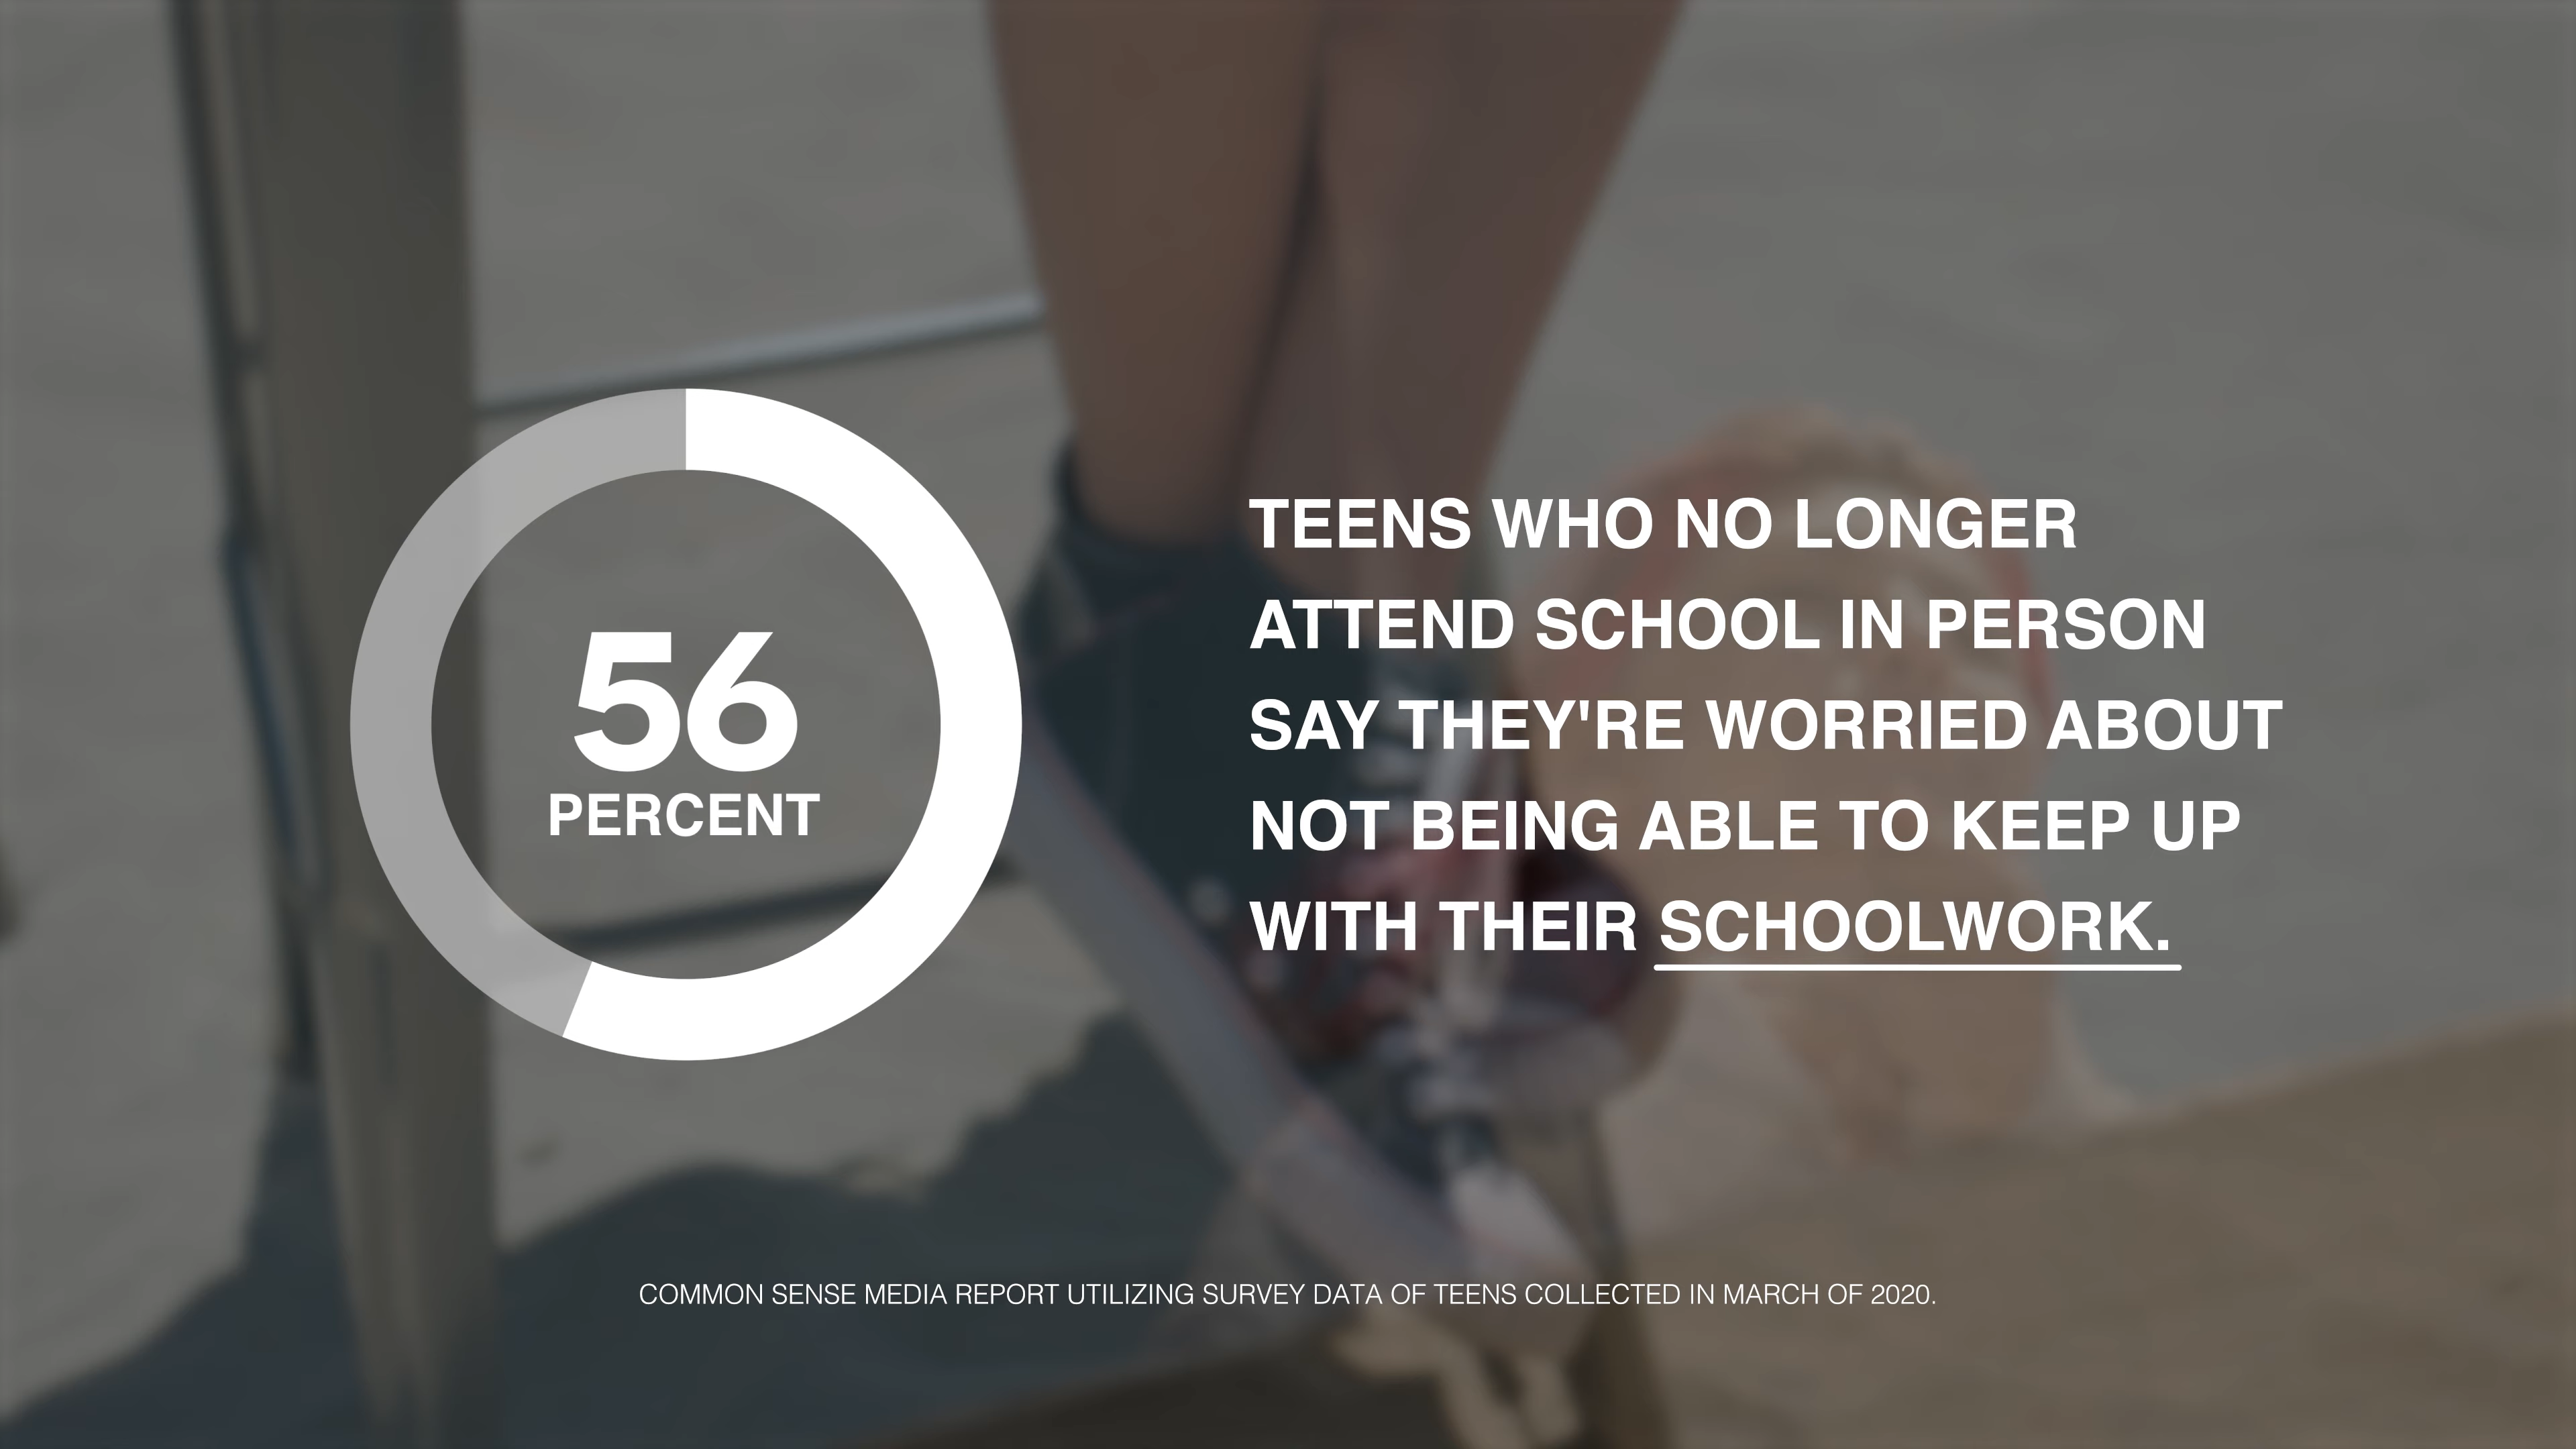 56
PERCENT
TEENS WHO NO LONGER
ATTEND SCHOOL IN PERSON
SAY THEY'RE WORRIED ABOUT
NOT BEING ABLE TO KEEP UP
WITH THEIR SCHOOLWORK.
COMMON SENSE MEDIA REPORT UTILIZING SURVEY DATA OF TEENS COLLECTED IN MARCH OF 2020.